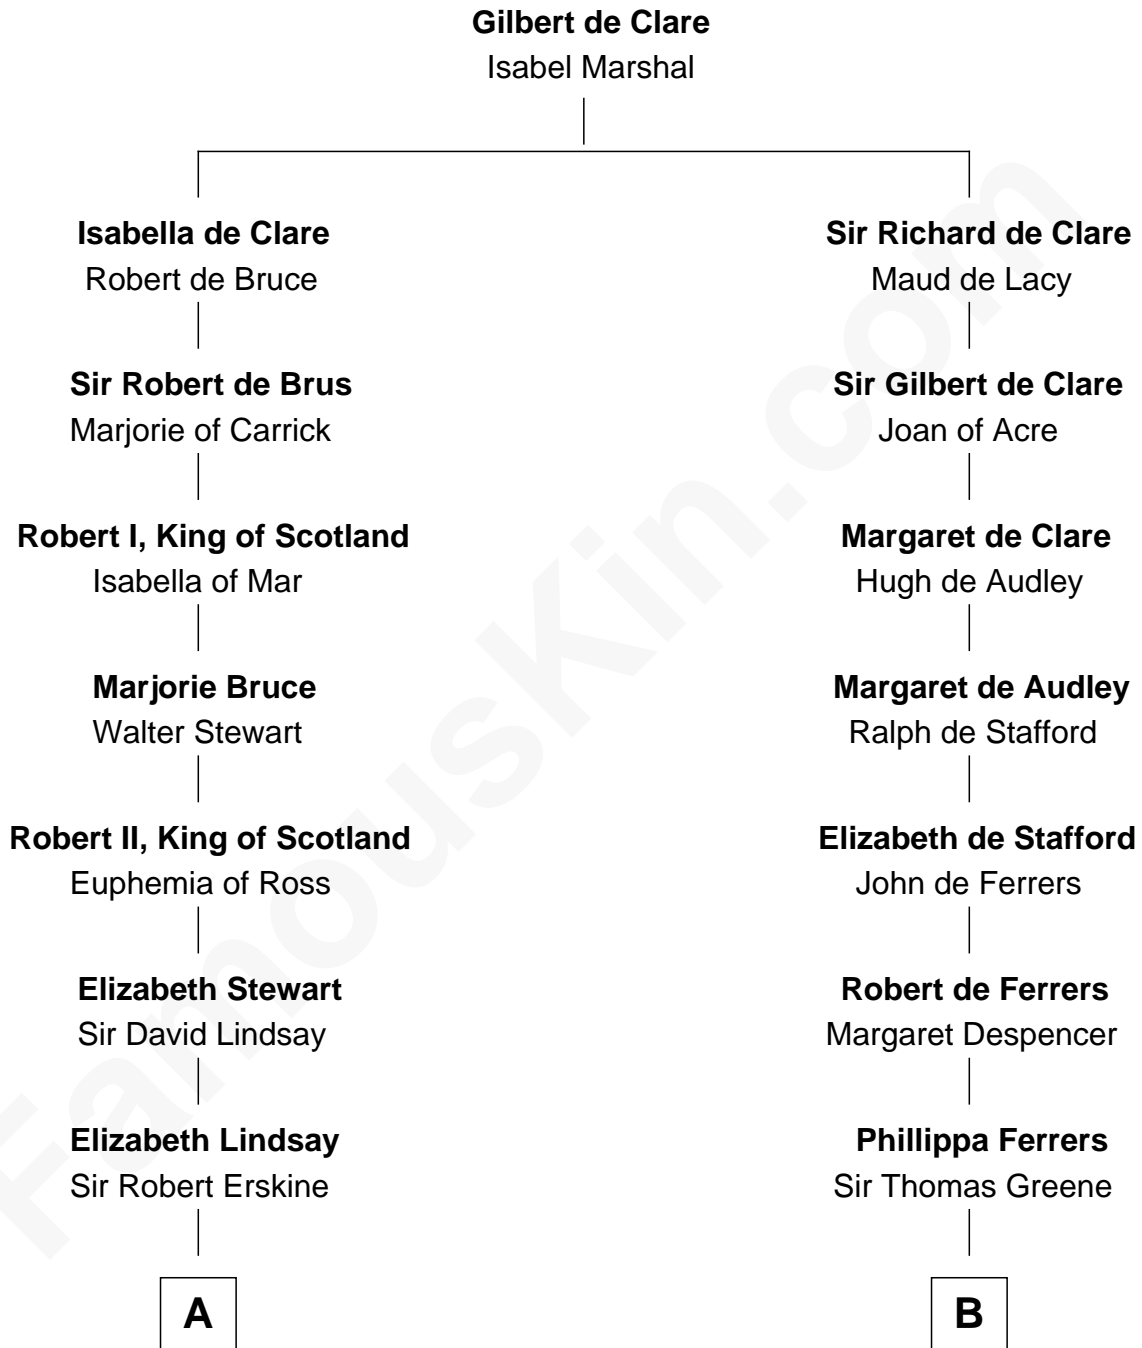 Gilbert de Clare
Isabel Marshal
Isabella de Clare
Robert de Bruce
Sir Robert de Brus
Marjorie of Carrick
Robert I, King of Scotland
Isabella of Mar
Marjorie Bruce
Walter Stewart
Robert II, King of Scotland
Euphemia of Ross
Elizabeth Stewart
Sir David Lindsay
Elizabeth Lindsay
Sir Robert Erskine
A
Sir Richard de Clare
Maud de Lacy
Sir Gilbert de Clare
Joan of Acre
Margaret de Clare
Hugh de Audley
Margaret de Audley
Ralph de Stafford
Elizabeth de Stafford
John de Ferrers
Robert de Ferrers
Margaret Despencer
Phillippa Ferrers
Sir Thomas Greene
B
FamousKin.com